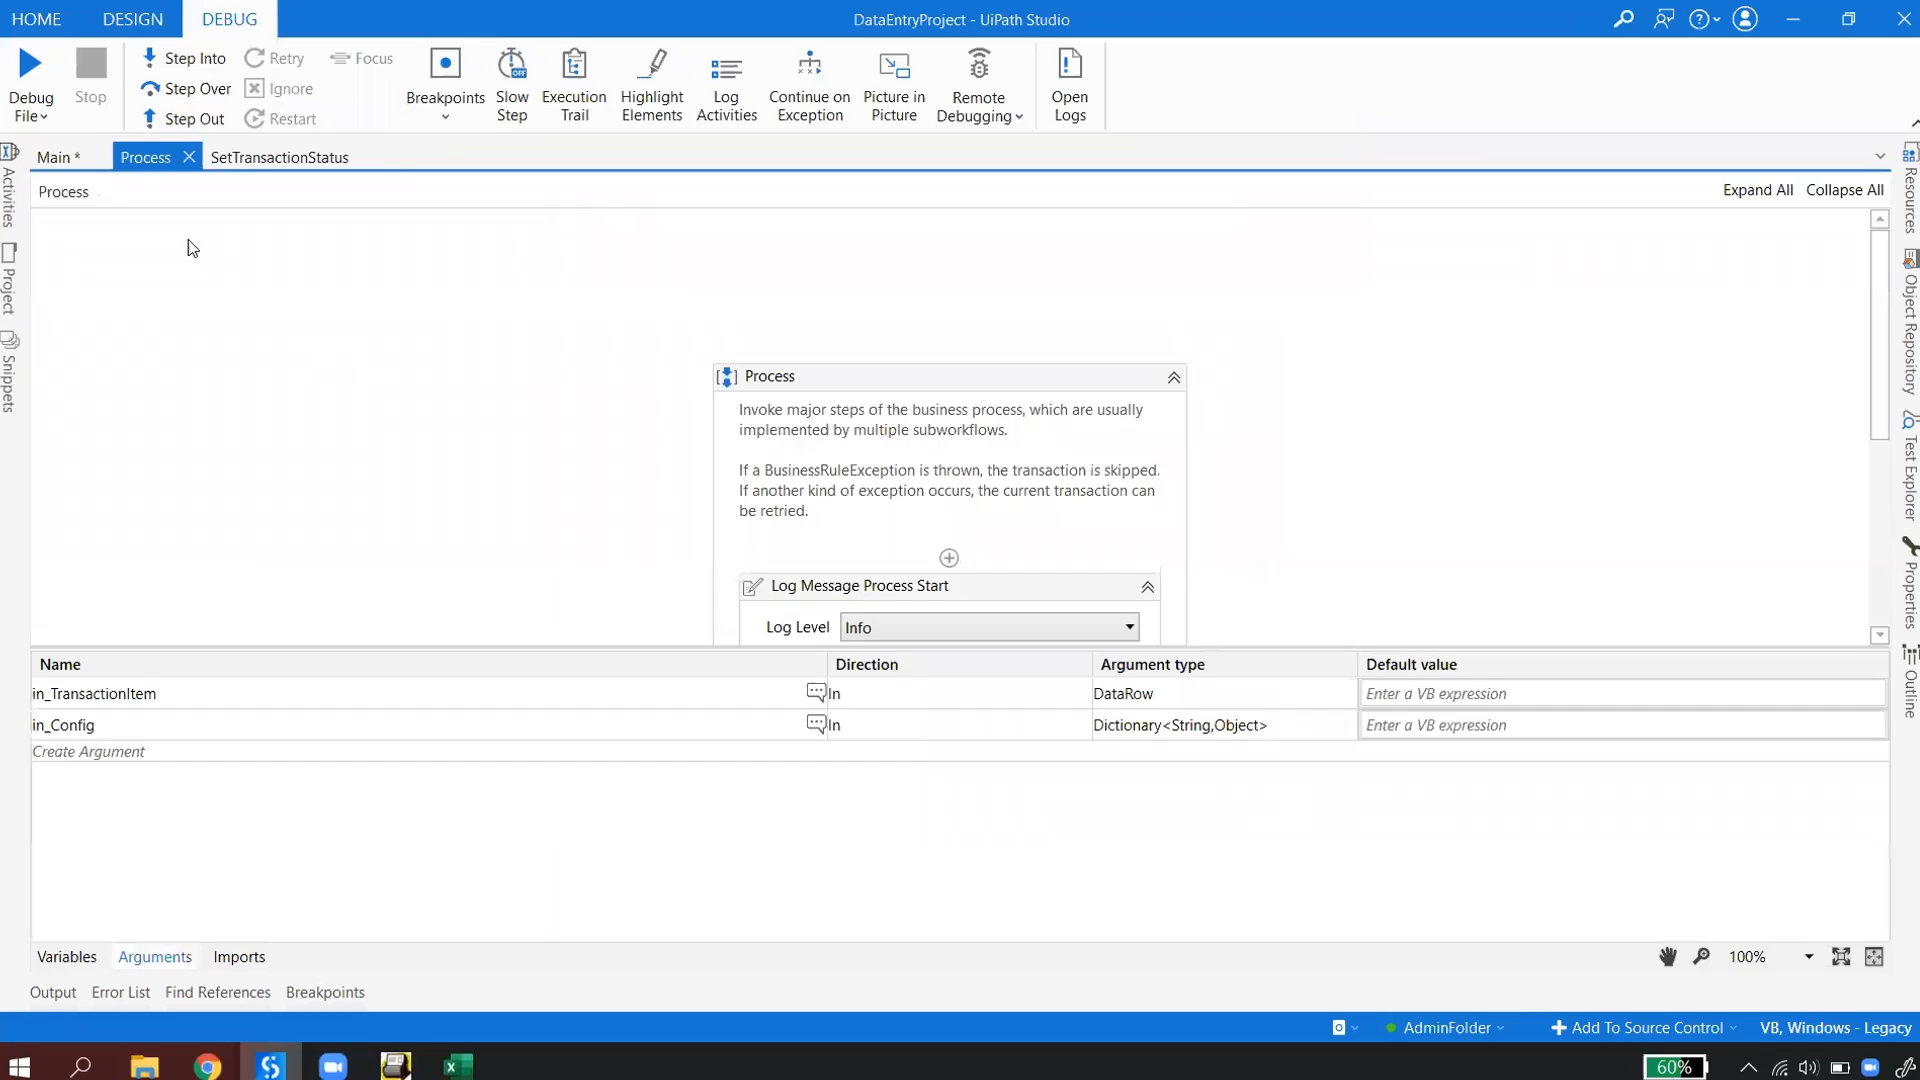 HOME DESIGN DEBUG
DataEntryProject - UiPath Studio
Debug File
Stop
Step Into
Step Over
Step Out
Retry
Ignore
Restart
Focus
Breakpoints
Slow Step
OFF
Execution Trail
Highlight Elements
Log Activities
Continue on Exception
Picture in Picture
Remote Debugging
Open Logs
Main *
Process
SetTransactionStatus
Process
Expand All Collapse All
Activities
Project
Snippets
Resources
Object Repository
Test Explorer
Properties
Outline
Process
Invoke major steps of the business process, which are usually
implemented by multiple subworkflows.
If a BusinessRuleException is thrown, the transaction is skipped.
If another kind of exception occurs, the current transaction can
be retried.
Log Message Process Start
Log Level Info
Name Direction Argument type Default value
in_TransactionItem In DataRow Enter a VB expression
in_Config In Dictionary<String,Object> Enter a VB expression
Create Argument
Variables Arguments Imports
100%
Output Error List Find References Breakpoints
AdminFolder Add To Source Control VB, Windows - Legacy
60%